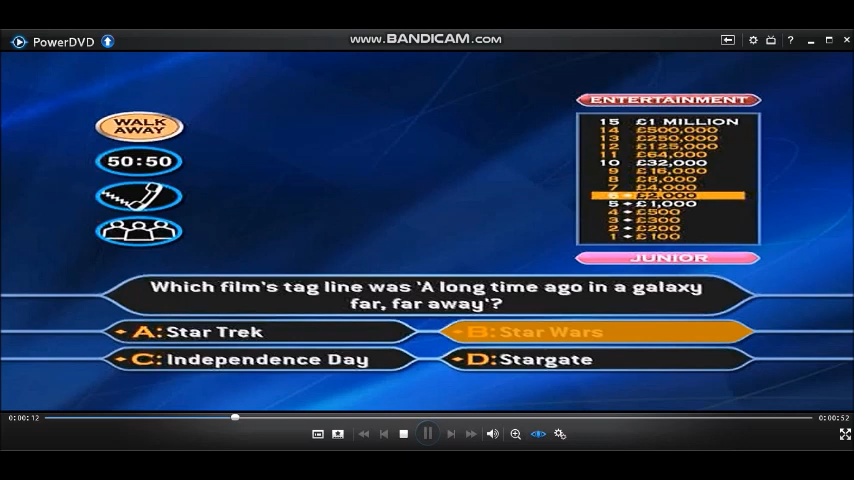 PowerDVD
www.BANDICAM.com
?
WALK
AWAY
50:50
ENTERTAINMENT
15 £1 MILLION
14 £500,000
13 £250,000
12 £125,000
11 £64,000
10 £32,000
9 £16,000
8 £8,000
7 £4,000
6 £2,000
5 £1,000
4 £500
3 £300
2 £200
1 £100
JUNIOR
Which film's tag line was 'A long time ago in a galaxy
far, far away'?
A: Star Trek
B: Star Wars
C: Independence Day
D: Stargate
0:00:12
0:00:52